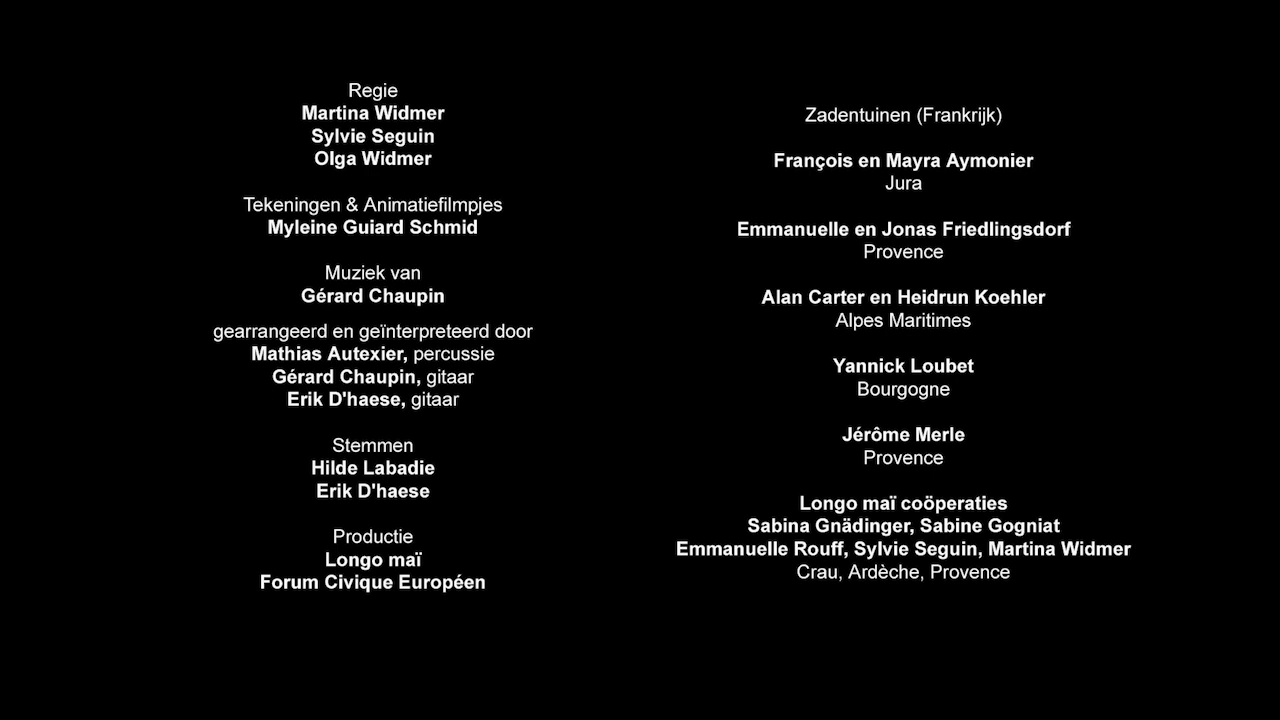 Regie
Martina Widmer
Sylvie Seguin
Olga Widmer
Tekeningen & Animatiefilmpjes
Myleine Guiard Schmid
Muziek van
Gérard Chaupin
gearrangeerd en geïnterpreteerd door
Mathias Autexier, percussie
Gérard Chaupin, gitaar
Erik D'haese, gitaar
Stemmen
Hilde Labadie
Erik D'haese
Productie
Longo maï
Forum Civique Européen
Zadentuinen (Frankrijk)
François en Mayra Aymonier
Jura
Emmanuelle en Jonas Friedlingsdorf
Provence
Alan Carter en Heidrun Koehler
Alpes Maritimes
Yannick Loubet
Bourgogne
Jérôme Merle
Provence
Longo maï coöperaties
Sabina Gnädinger, Sabine Gogniat
Emmanuelle Rouff, Sylvie Seguin, Martina Widmer
Crau, Ardèche, Provence